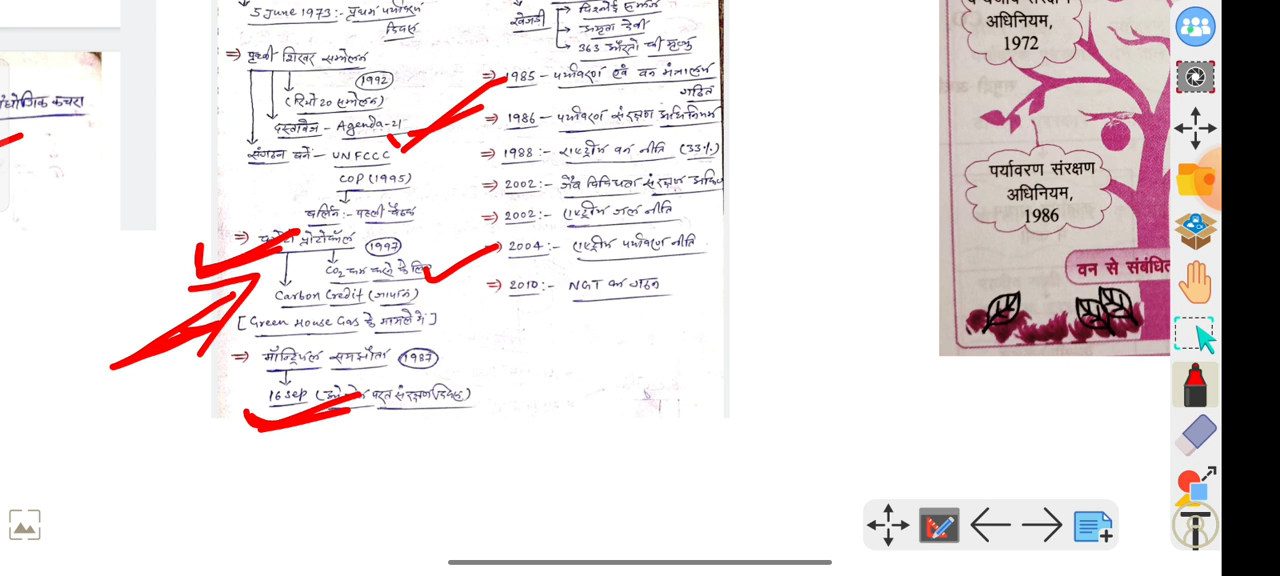 5 June 1973:- प्रथम पर्यावरण
दिवस
=> पृथ्वी शिखर सम्मेलन
1992
(रियो 20 सम्मेलन)
दस्तावेज - Agenda-21
संगठन बनें - UNFCCC
COP (1995)
बर्लिन:- पहली बैठक
=> क्योटो प्रोटोकॉल (1997)
CO2 कम करने के लिए
Carbon Credit (जापान)
[Green House Gas के मामले में]
=> मॉन्ट्रियल समझौता (1987)
16 Sep (ओजोन परत संरक्षण दिवस)
खेजडी
बिश्नोई समाज
अमृता देवी
363 औरतो की मृत्यु
=> 1985 - पर्यावरण एवं वन मंत्रालय
गठित
=> 1986 - पर्यावरण संरक्षण अधिनियम
=> 1988:- राष्ट्रीय वन नीति (33%)
=> 2002:- जैव विविधता संरक्षण अधि
=> 2002:- राष्ट्रीय जल नीति
=> 2004:- राष्ट्रीय पर्यावरण नीति
=> 2010:- NGT का गठन
कचरा
अधिनियम,
1972
पर्यावरण संरक्षण
अधिनियम,
1986
वन से संबंधित